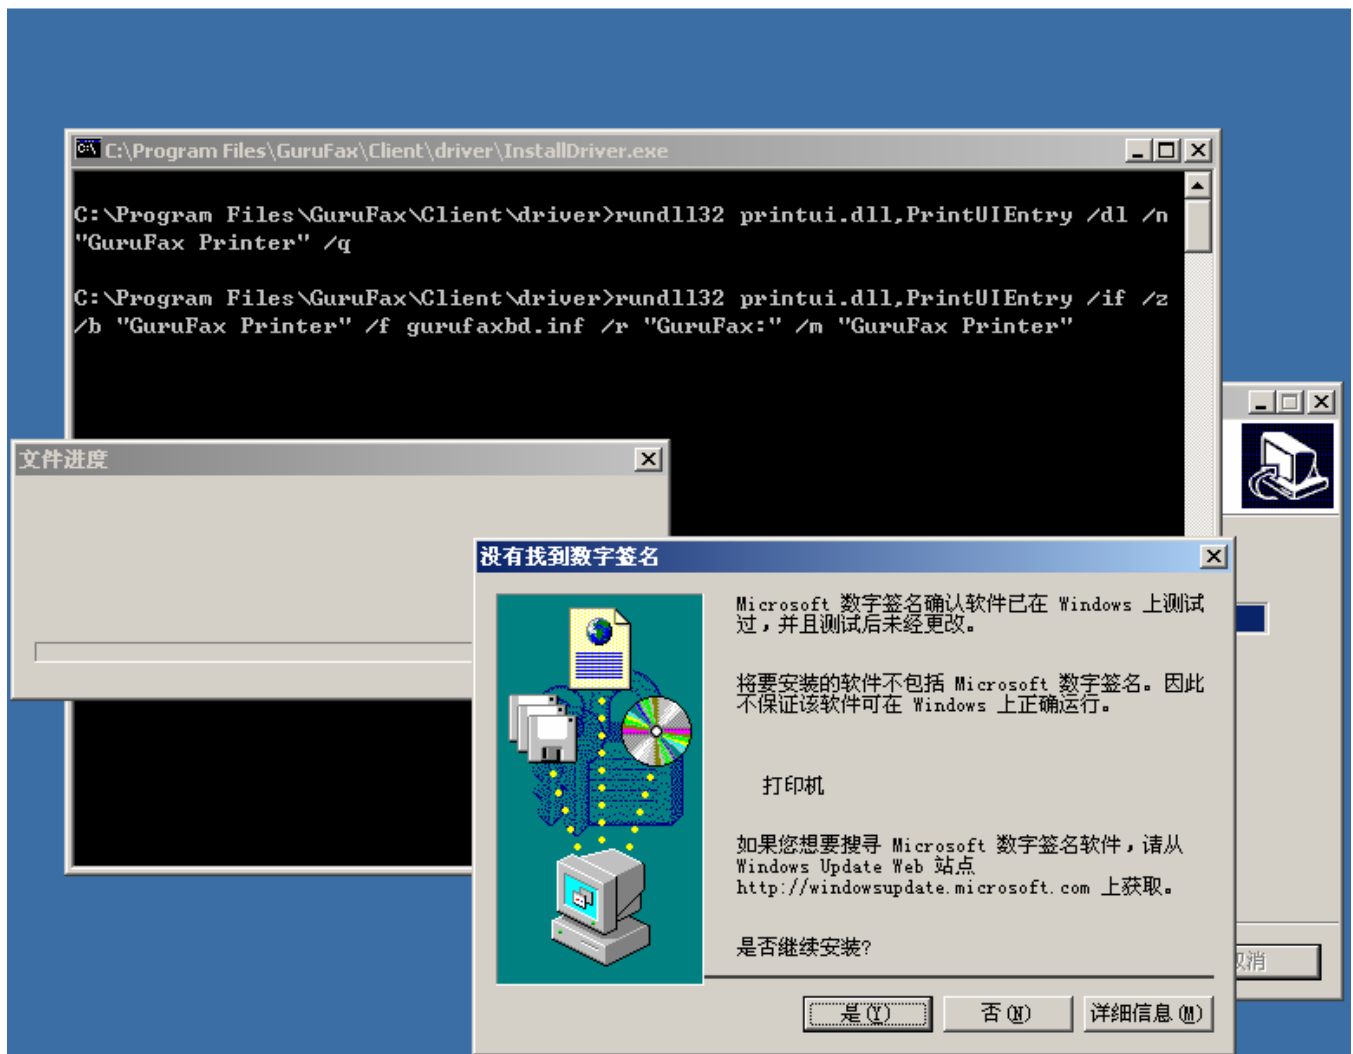 C:\Program Files\GuruFax\Client\driver\InstallDriver.exe
C:\Program Files\GuruFax\Client\driver>rundll32 printui.dll,PrintUIEntry /dl /n
"GuruFax Printer" /q
C:\Program Files\GuruFax\Client\driver>rundll32 printui.dll,PrintUIEntry /if /z
/b "GuruFax Printer" /f gurufaxbd.inf /r "GuruFax:" /m "GuruFax Printer"
文件进度
没有找到数字签名
Microsoft 数字签名确认软件已在 Windows 上测试
过，并且测试后未经更改。
将要安装的软件不包括 Microsoft 数字签名。因此
不保证该软件可在 Windows 上正确运行。
打印机
如果您想要搜寻 Microsoft 数字签名软件，请从
Windows Update Web 站点
http://windowsupdate.microsoft.com 上获取。
是否继续安装?
是(Y)
否(N)
详细信息(M)
取消